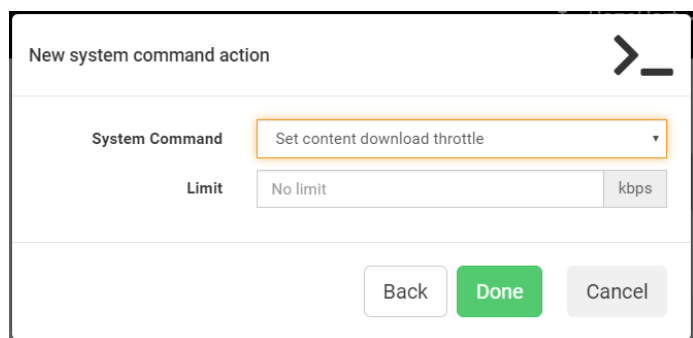 New system command action
System Command Set content download throttle
Limit No limit kbps
Back Done Cancel